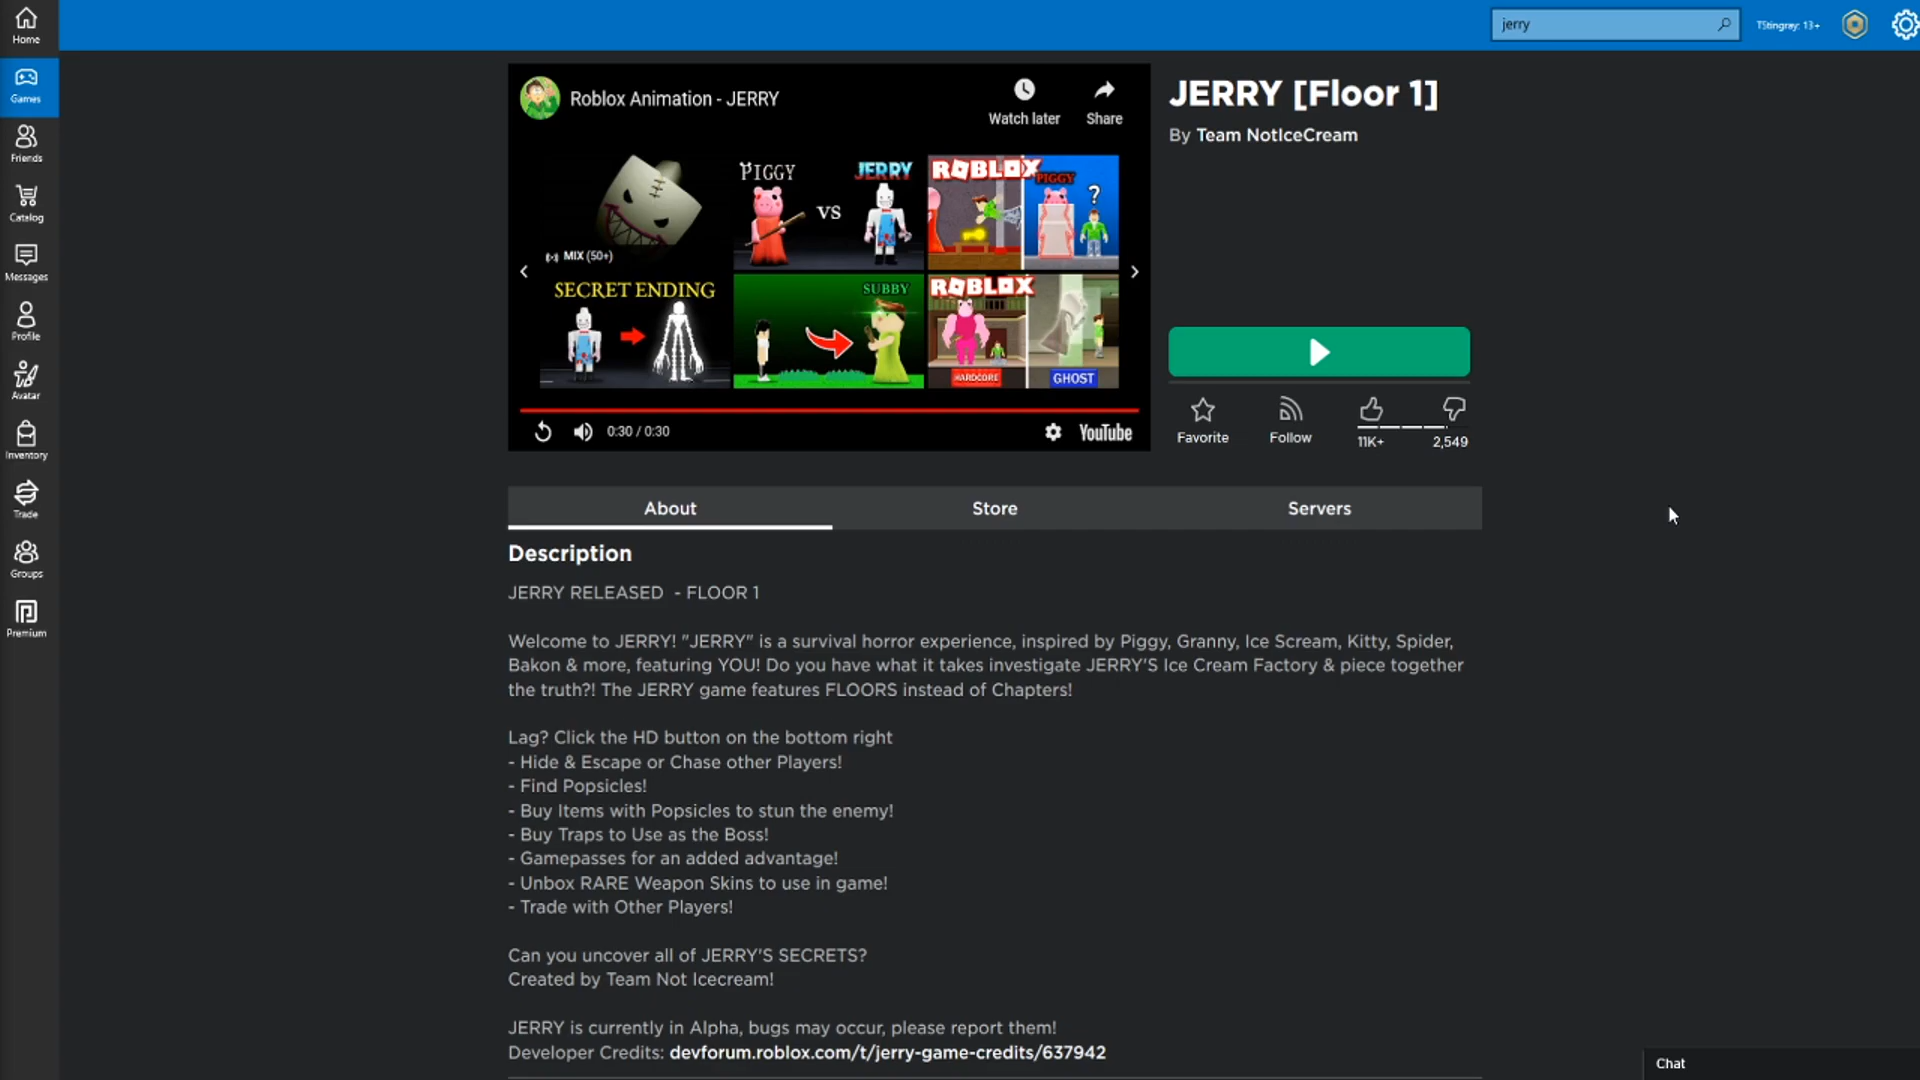 Home
Games
Friends
Catalog
Messages
Profile
Avatar
Inventory
Trade
Groups
Premium
jerry
TStingray: 13+
Roblox Animation - JERRY
Watch later
Share
MIX (50+)
PIGGY
VS
JERRY
ROBLOX
PIGGY
?
SECRET ENDING
SUBBY
ROBLOX
HARDCORE
GHOST
0:30 / 0:30
YouTube
JERRY [Floor 1]
By Team NotIceCream
Favorite
Follow
11K+
2,549
About
Store
Servers
Description
JERRY RELEASED - FLOOR 1
Welcome to JERRY! "JERRY" is a survival horror experience, inspired by Piggy, Granny, Ice Scream, Kitty, Spider,
Bakon & more, featuring YOU! Do you have what it takes investigate JERRY'S Ice Cream Factory & piece together
the truth?! The JERRY game features FLOORS instead of Chapters!
Lag? Click the HD button on the bottom right
- Hide & Escape or Chase other Players!
- Find Popsicles!
- Buy Items with Popsicles to stun the enemy!
- Buy Traps to Use as the Boss!
- Gamepasses for an added advantage!
- Unbox RARE Weapon Skins to use in game!
- Trade with Other Players!
Can you uncover all of JERRY'S SECRETS?
Created by Team Not Icecream!
JERRY is currently in Alpha, bugs may occur, please report them!
Developer Credits: devforum.roblox.com/t/jerry-game-credits/637942
Chat